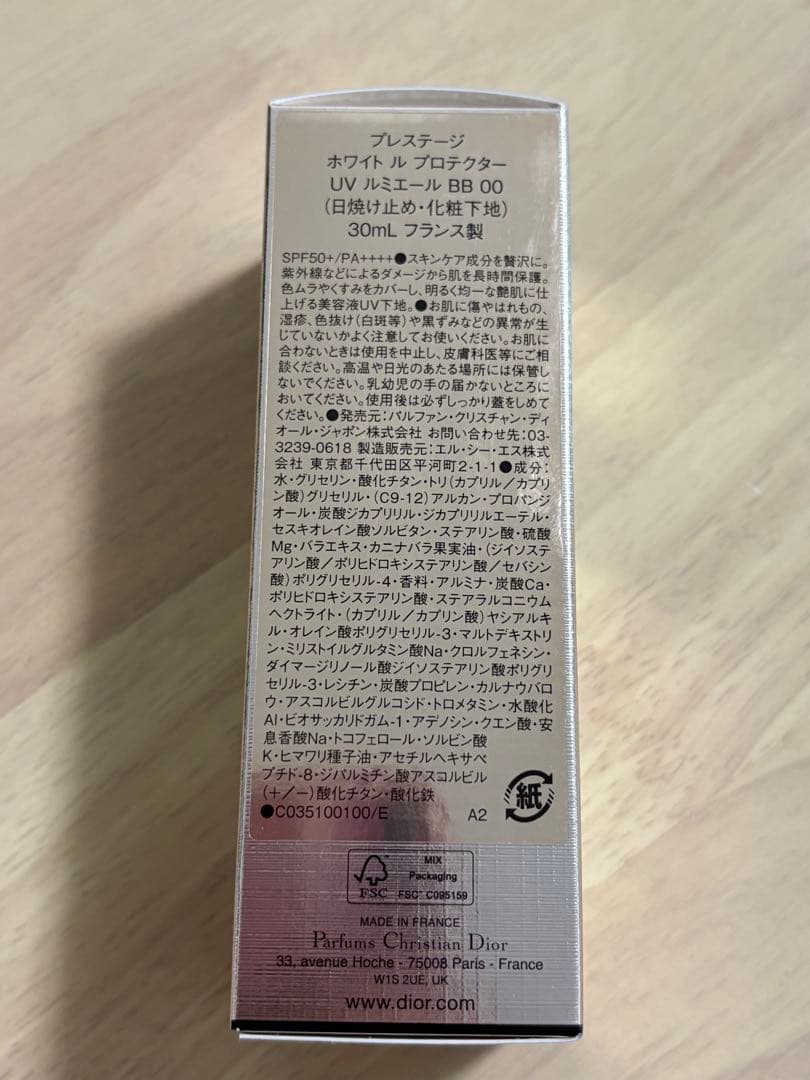 プレステージ
ホワイト ル プロテクター
UV ルミエール BB 00
(日焼け止め・化粧下地)
30mL フランス製
SPF50+/PA++++●スキンケア成分を贅沢に。
紫外線などによるダメージから肌を長時間保護。
色ムラやくすみをカバーし、明るく均一な艶肌に仕
上げる美容液UV下地。●お肌に傷やはれもの、
湿疹、色抜け(白斑等)や黒ずみなどの異常が生
じていないかよく注意してお使いください。お肌に
合わないときは使用を中止し、皮膚科医等にご相
談ください。高温や日光のあたる場所には保管し
ないでください。乳幼児の手の届かないところに
おいてください。使用後は必ずしっかり蓋をしめて
ください。●発売元:パルファン・クリスチャン・ディ
オール・ジャポン株式会社 お問い合わせ先:03-
3239-0618 製造販売元:エル・シー・エス株式会
社 東京都千代田区平河町2-1-1●成分:
水・グリセリン・酸化チタン・トリ(カプリル/カプリ
ン酸)グリセリル・(C9-12)アルカン・プロパンジ
オール・炭酸ジカプリリル・ジカプリリルエーテル・
セスキオレイン酸ソルビタン・ステアリン酸・硫酸
Mg・バラエキス・カニナバラ果実油・(ジイソステ
アリン酸/ポリヒドロキシステアリン酸/セバシン
酸)ポリグリセリル-4・香料・アルミナ・炭酸Ca・
ポリヒドロキシステアリン酸・ステアラルコニウム
ヘクトライト・(カプリル/カプリン酸)ヤシアルキ
ル・オレイン酸ポリグリセリル-3・マルトデキストリ
ン・ミリストイルグルタミン酸Na・クロルフェネシン・
ダイマージリノール酸ジイソステアリン酸ポリグリ
セリル-3・レシチン・炭酸プロピレン・カルナウバロ
ウ・アスコルビルグルコシド・トロメタミン・水酸化
Al・ビオサッカリドガム-1・アデノシン・クエン酸・安
息香酸Na・トコフェロール・ソルビン酸
K・ヒマワリ種子油・アセチルヘキサペ
プチド-8・ジパルミチン酸アスコルビル
(+/-)酸化チタン・酸化鉄
●C035100100/E A2
紙
MIX
Packaging
FSC FSC™ C095159
MADE IN FRANCE
Parfums Christian Dior
33, avenue Hoche - 75008 Paris - France
W1S 2UE, UK
www.dior.com